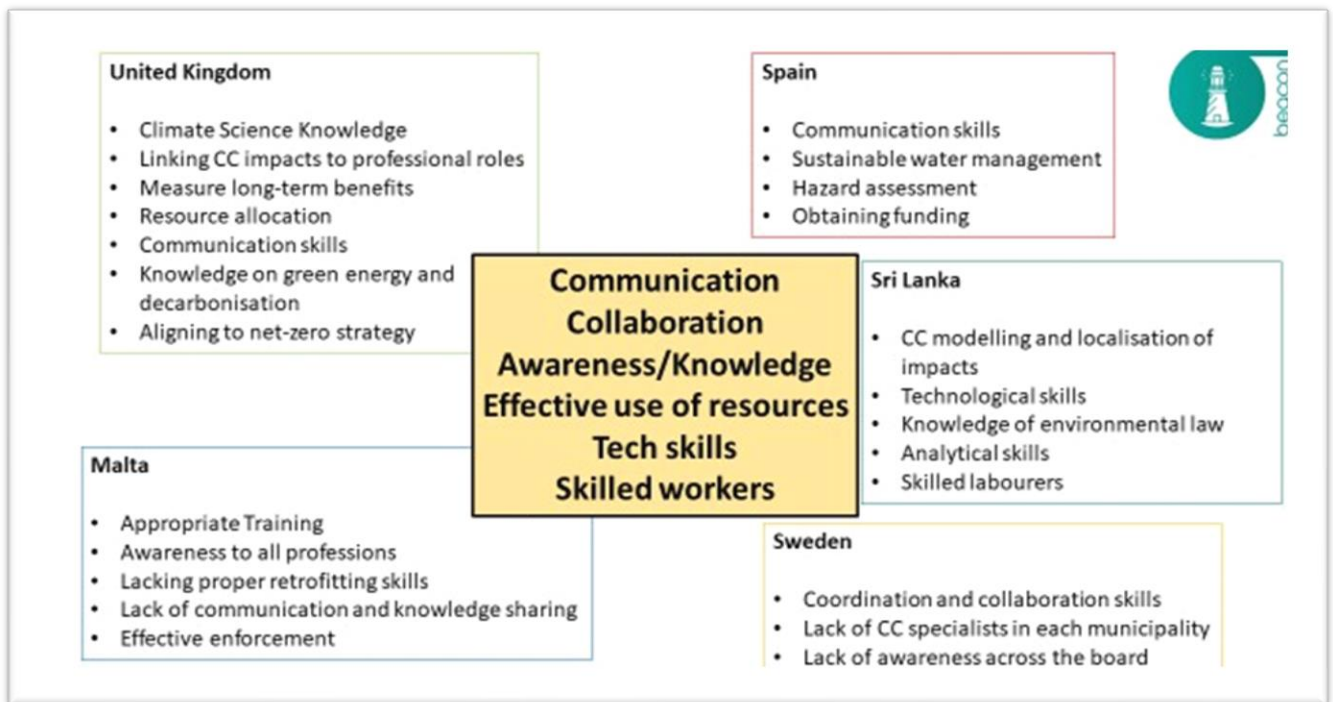 United Kingdom
• Climate Science Knowledge
• Linking CC impacts to professional roles
• Measure long-term benefits
• Resource allocation
• Communication skills
• Knowledge on green energy and
decarbonisation
• Aligning to net-zero strategy
Spain
• Communication skills
• Sustainable water management
• Hazard assessment
• Obtaining funding
beacon
Communication
Collaboration
Awareness/Knowledge
Effective use of resources
Tech skills
Skilled workers
Sri Lanka
• CC modelling and localisation of
impacts
• Technological skills
• Knowledge of environmental law
• Analytical skills
• Skilled labourers
Malta
• Appropriate Training
• Awareness to all professions
• Lacking proper retrofitting skills
• Lack of communication and knowledge sharing
• Effective enforcement
Sweden
• Coordination and collaboration skills
• Lack of CC specialists in each municipality
• Lack of awareness across the board